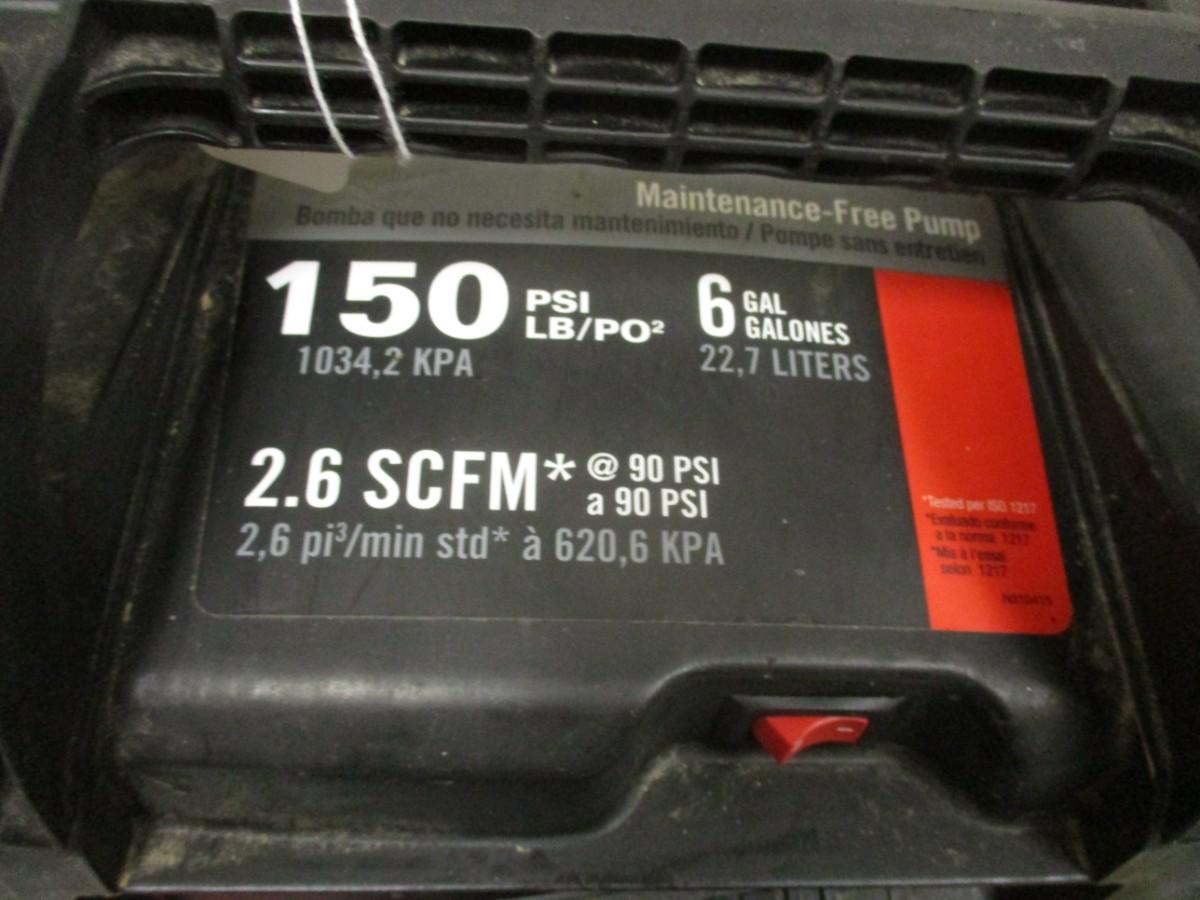 Maintenance-Free Pump
Bomba que no necesita mantenimiento / Pompe sans entretien
150 PSI
LB/PO²
1034,2 KPA
6 GAL
GALONES
22,7 LITERS
2.6 SCFM* @ 90 PSI
a 90 PSI
2,6 pi³/min std* à 620,6 KPA
*Tested per ISO 1217
*Evaluado conforme
a la norma 1217
*Mis à l'essai
selon 1217
N310415